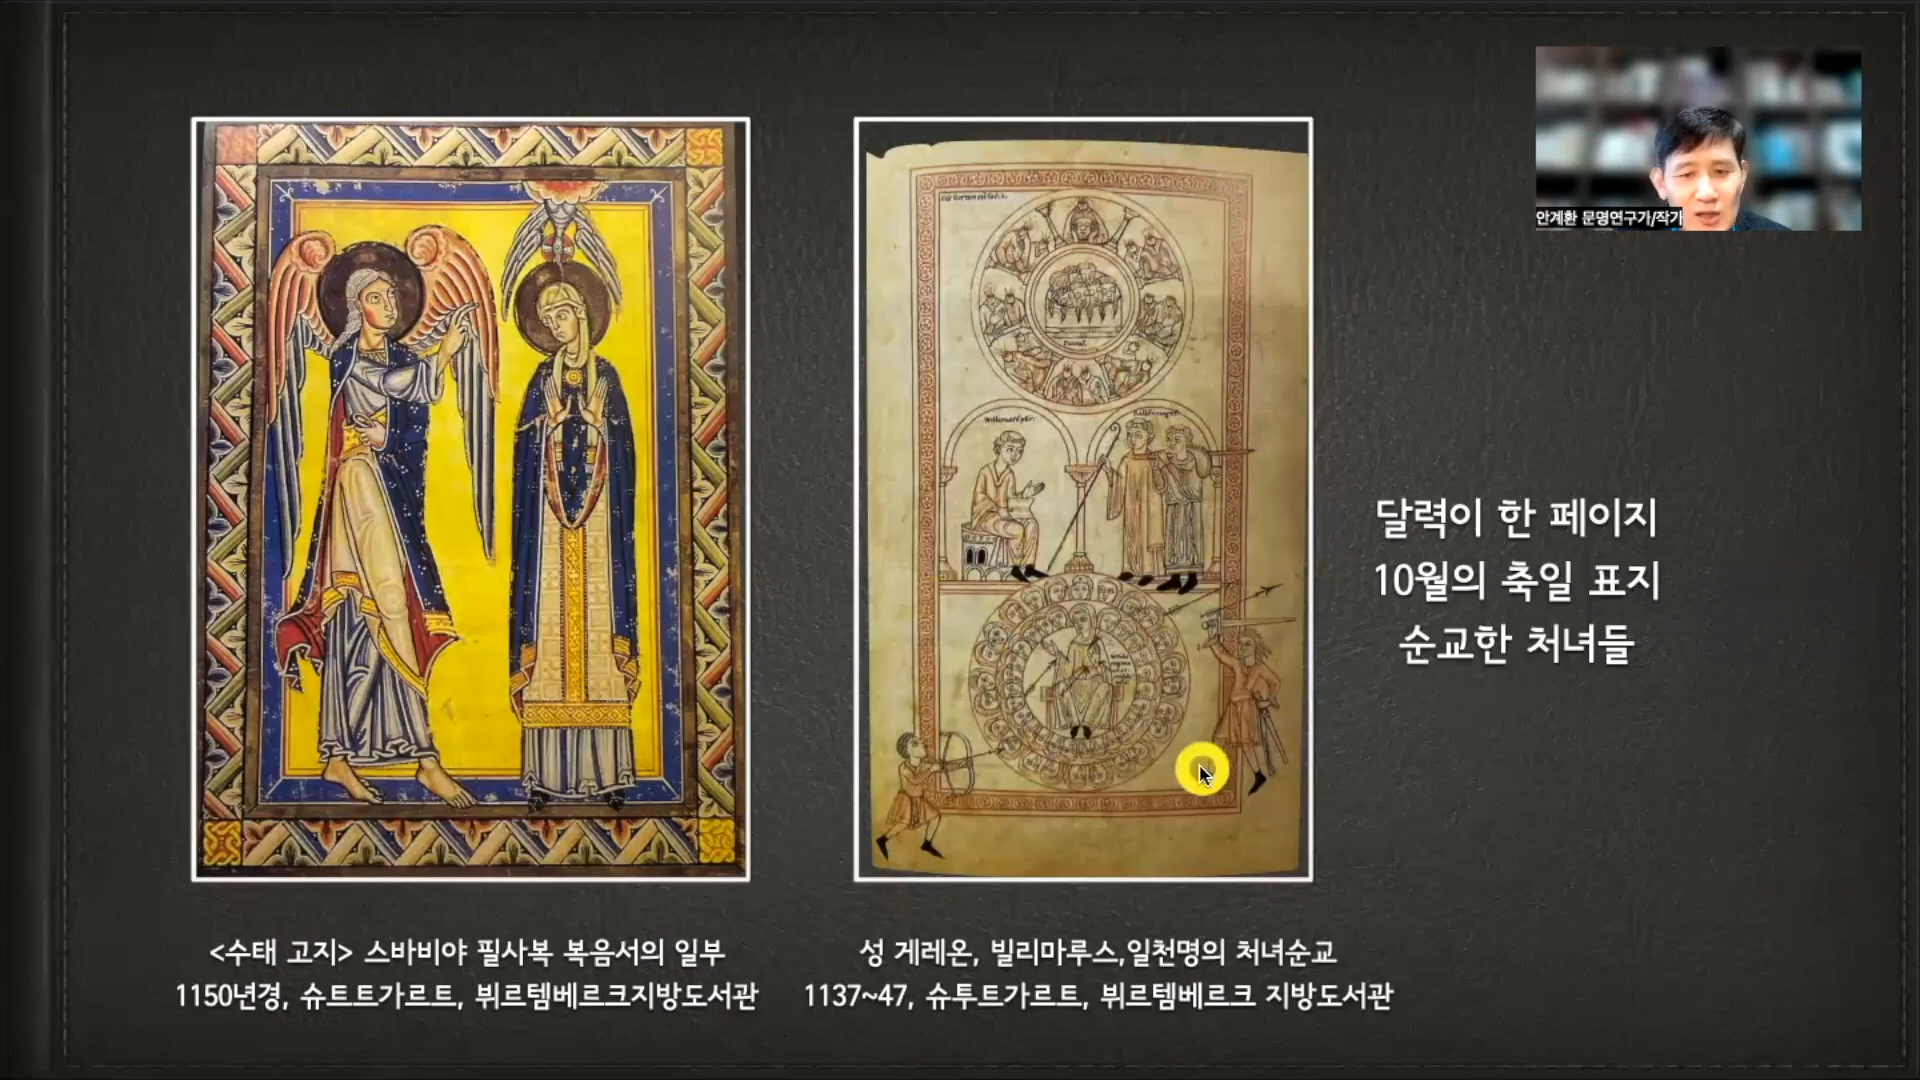 안계환 문명연구가/작가
달력이 한 페이지
10월의 축일 표지
순교한 처녀들
<수태 고지> 스바비야 필사복 복음서의 일부
1150년경, 슈트트가르트, 뷔르템베르크지방도서관
성 게레온, 빌리마루스,일천명의 처녀순교
1137~47, 슈투트가르트, 뷔르템베르크 지방도서관